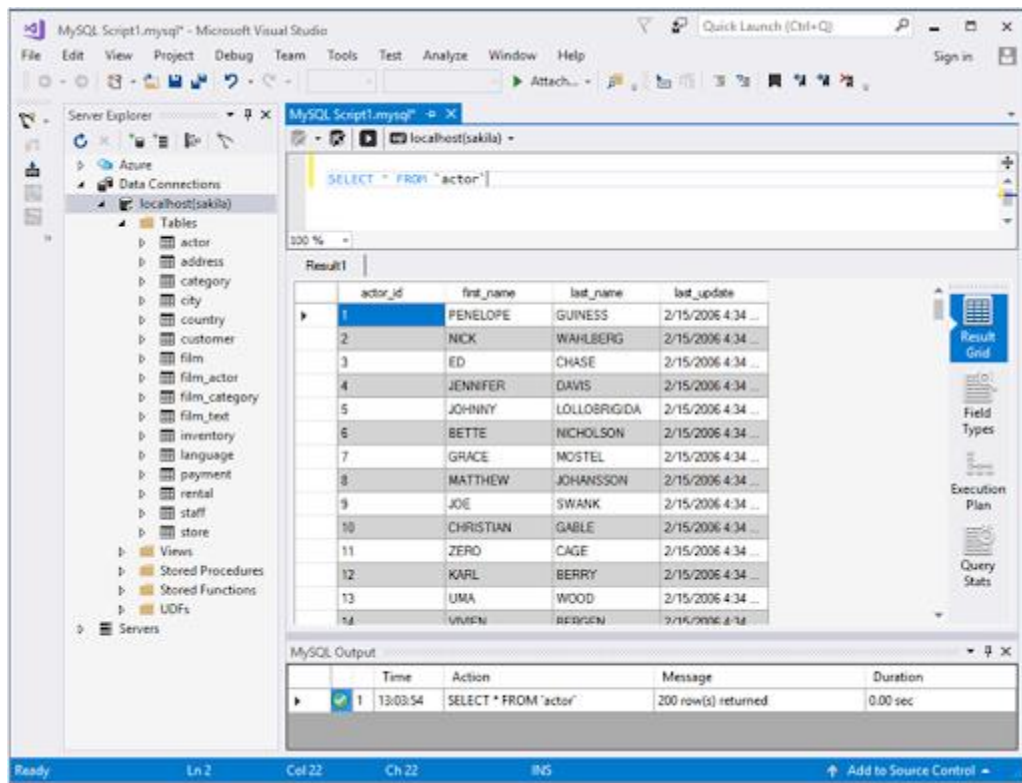 MySQL Script1.mysql* - Microsoft Visual Studio
Quick Launch (Ctrl+Q)
File Edit View Project Debug Team Tools Test Analyze Window Help
Sign in
Attach...
Server Explorer
Azure
Data Connections
localhost(sakila)
Tables
actor
address
category
city
country
customer
film
film_actor
film_category
film_text
inventory
language
payment
rental
staff
store
Views
Stored Procedures
Stored Functions
UDFs
Servers
MySQL Script1.mysql*
localhost(sakila)
SELECT * FROM `actor`
100 %
Result1
actor_id first_name last_name last_update
1 PENELOPE GUINESS 2/15/2006 4:34 ...
2 NICK WAHLBERG 2/15/2006 4:34 ...
3 ED CHASE 2/15/2006 4:34 ...
4 JENNIFER DAVIS 2/15/2006 4:34 ...
5 JOHNNY LOLLOBRIGIDA 2/15/2006 4:34 ...
6 BETTE NICHOLSON 2/15/2006 4:34 ...
7 GRACE MOSTEL 2/15/2006 4:34 ...
8 MATTHEW JOHANSSON 2/15/2006 4:34 ...
9 JOE SWANK 2/15/2006 4:34 ...
10 CHRISTIAN GABLE 2/15/2006 4:34 ...
11 ZERO CAGE 2/15/2006 4:34 ...
12 KARL BERRY 2/15/2006 4:34 ...
13 UMA WOOD 2/15/2006 4:34 ...
14 VIVIEN BERGEN 2/15/2006 4:34
Result
Grid
Field
Types
Execution
Plan
Query
Stats
MySQL Output
Time Action Message Duration
1 13:03:54 SELECT * FROM `actor` 200 row(s) returned 0.00 sec
Ready Ln 2 Col 22 Ch 22 INS Add to Source Control